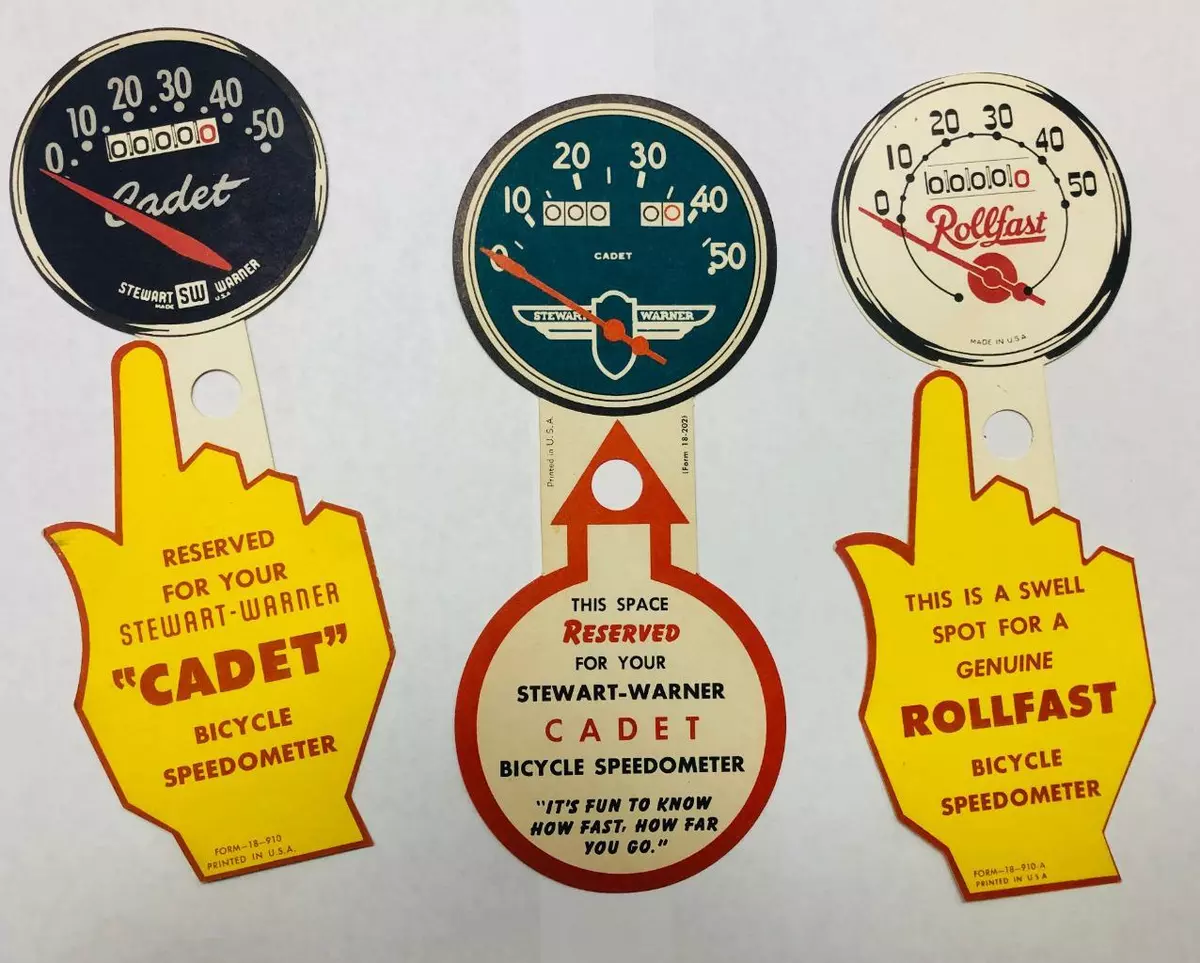 0 10 20 30 40 50
00000
Cadet
STEWART SW WARNER
MADE U.S.A.
RESERVED
FOR YOUR
STEWART-WARNER
"CADET"
BICYCLE
SPEEDOMETER
FORM-18-910
PRINTED IN U.S.A.
0 10 20 30 40 50
000 00
CADET
STEWART WARNER
Printed in U.S.A.
(Form 18-202)
THIS SPACE
RESERVED
FOR YOUR
STEWART-WARNER
CADET
BICYCLE SPEEDOMETER
"IT'S FUN TO KNOW
HOW FAST, HOW FAR
YOU GO."
0 10 20 30 40 50
00000
Rollfast
MADE IN U.S.A
THIS IS A SWELL
SPOT FOR A
GENUINE
ROLLFAST
BICYCLE
SPEEDOMETER
FORM-18-910 A
PRINTED IN U S A